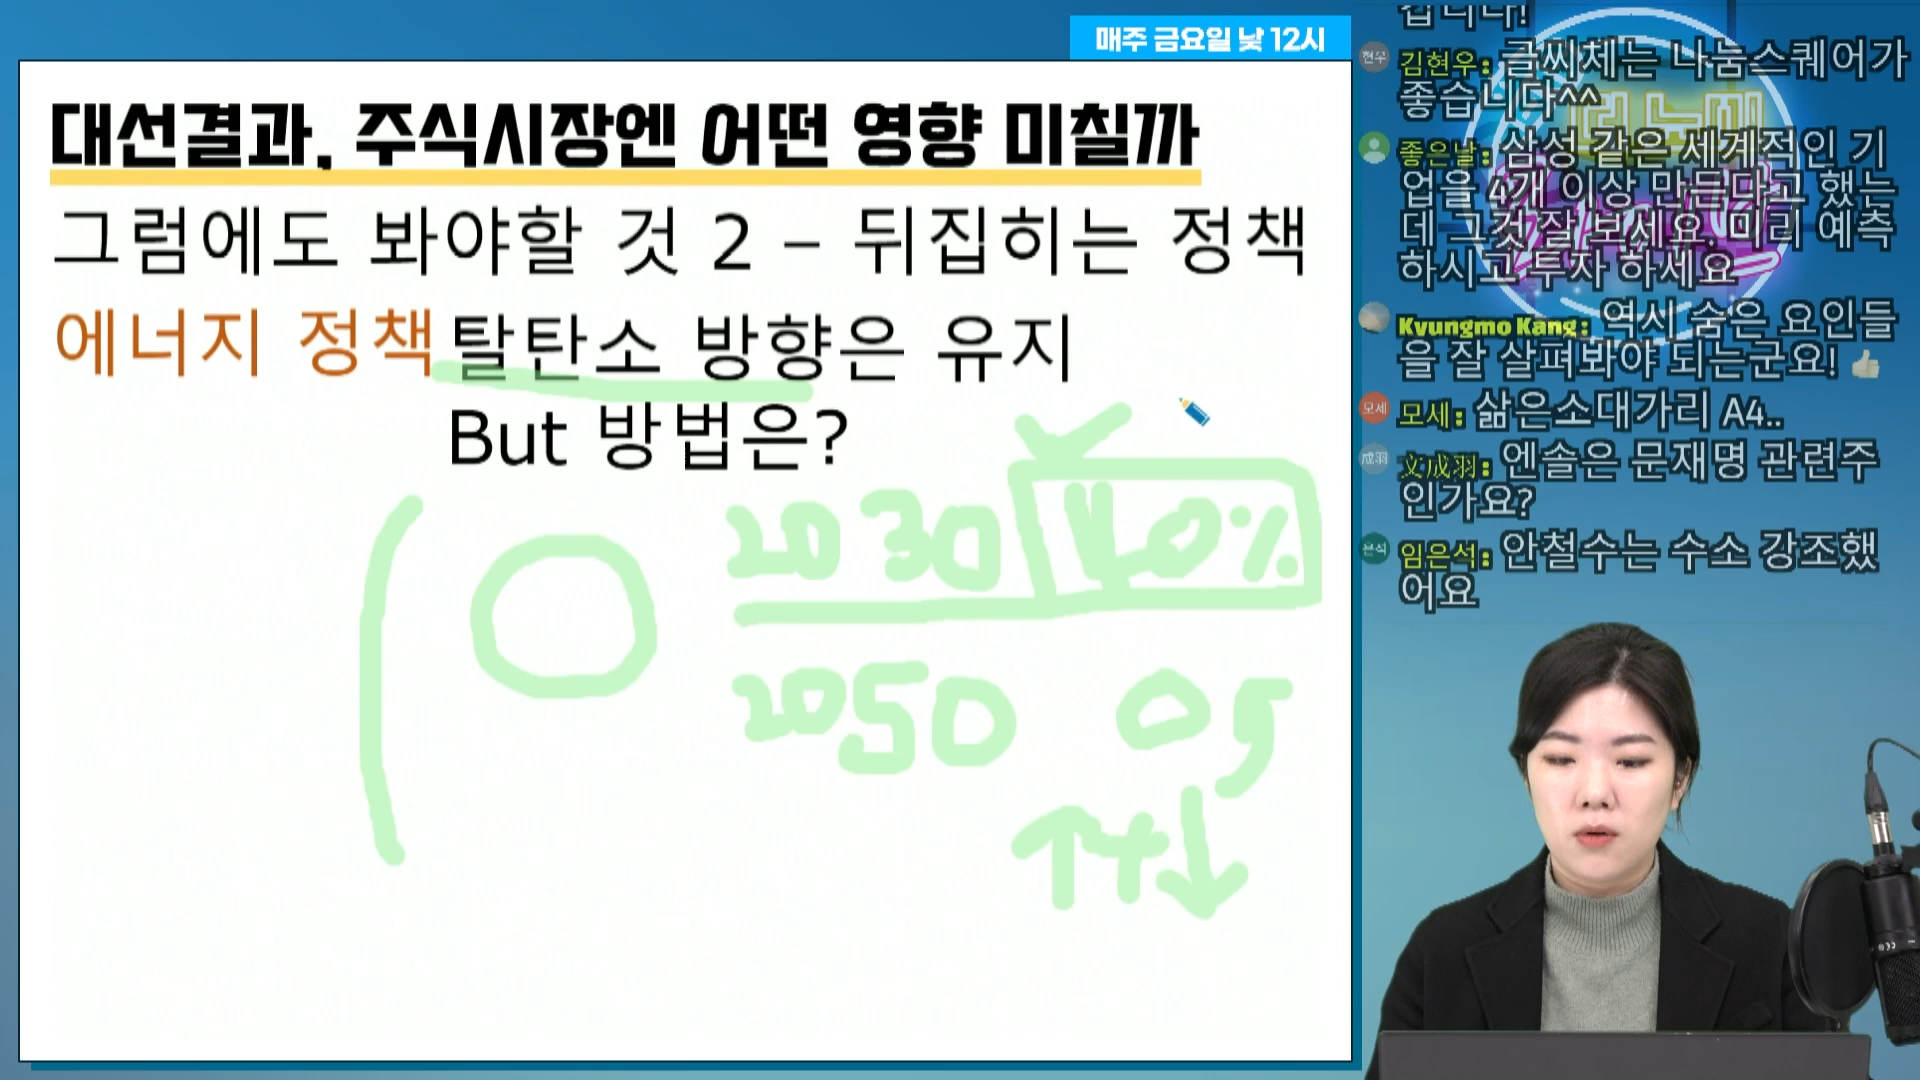 매주 금요일 낮 12시
대선결과, 주식시장엔 어떤 영향 미칠까
그럼에도 봐야할 것 2 – 뒤집히는 정책
에너지 정책 탈탄소 방향은 유지
But 방법은?
2030 40%
2050 0
김현우: 글씨체는 나눔스퀘어가
좋습니다^^
좋은날: 삼성 같은 세계적인 기
업을 4개 이상 만든다고 했는
데 그것 잘 보세요. 미리 예측
하시고 투자 하세요
Kyungmo Kang: 역시 숨은 요인들
을 잘 살펴봐야 되는군요!
모세 모세: 삶은소대가리 A4..
成羽 文成羽: 엔솔은 문재명 관련주
인가요?
은석 임은석: 안철수는 수소 강조했
어요